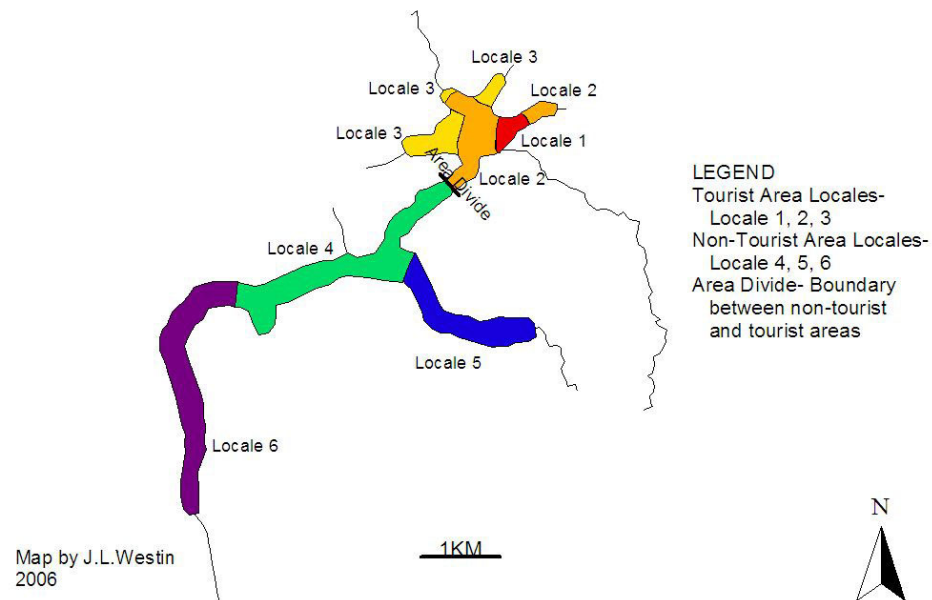 Locale 3
Locale 3
Locale 2
Locale 3
Locale 1
Area Divide
Locale 2
Locale 4
Locale 5
Locale 6
LEGEND
Tourist Area Locales-
Locale 1, 2, 3
Non-Tourist Area Locales-
Locale 4, 5, 6
Area Divide- Boundary
between non-tourist
and tourist areas
N
1KM
Map by J.L.Westin
2006